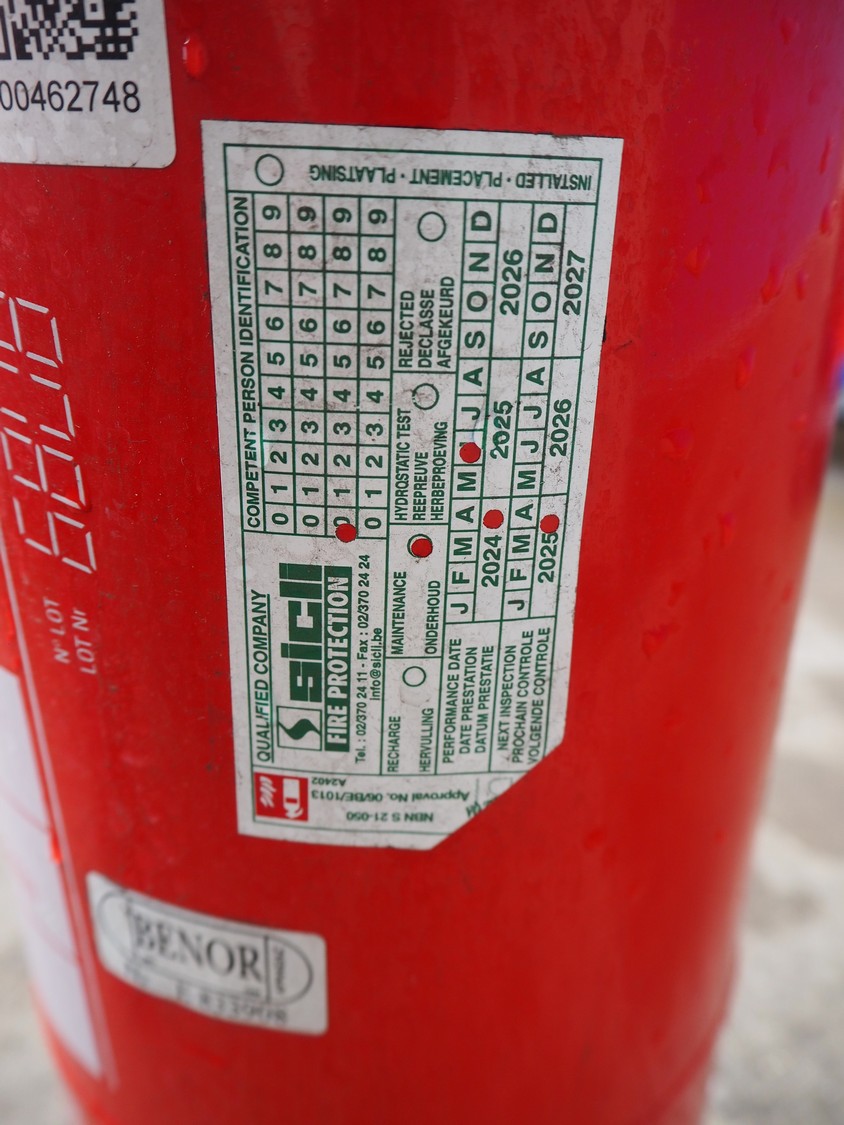 00462748
INSTALLED · PLACEMENT · PLAATSING
COMPETENT PERSON IDENTIFICATION
0 1 2 3 4 5 6 7 8 9
0 1 2 3 4 5 6 7 8 9
0 1 2 3 4 5 6 7 8 9
0 1 2 3 4 5 6 7 8 9
QUALIFIED COMPANY
sicli
FIRE PROTECTION
Tel. : 02/370 24 11 - Fax : 02/370 24 24
info@sicli.be
RECHARGE
HERVULLING
MAINTENANCE
ONDERHOUD
HYDROSTATIC TEST
REEPREUVE
HERBEPROEVING
REJECTED
DECLASSE
AFGEKEURD
PERFORMANCE DATE
DATE PRESTATION
DATUM PRESTATIE
J F M A M J A S O N D
2024 2025 2026
NEXT INSPECTION
PROCHAIN CONTROLE
VOLGENDE CONTROLE
J F M A M J J A S O N D
2025 2026 2027
NBN S 21-050
Approval No. 06/BE/1013
A2402
N° LOT
LOT Nr
BENOR